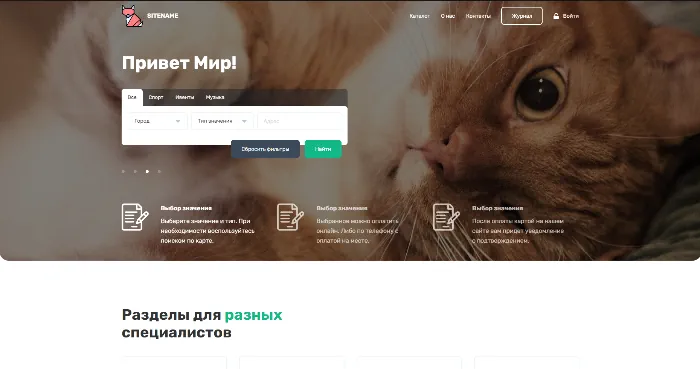 SITENAME
Каталог
О нас
Контакты
Журнал
Войти
Привет Мир!
Все
Спорт
Ивенты
Музыка
Город
Тип значения
Адрес
Сбросить фильтры
Найти
Выбор значения
Выберите значение и тип. При
необходимости воспользуйтесь
поиском по карте.
Выбор значения
Выбранное можно оплатить
онлайн. Либо по телефону с
оплатой на месте.
Выбор значения
После оплаты картой на нашем
сайте вам придет уведомление
с подтверждением.
Разделы для разных
специалистов